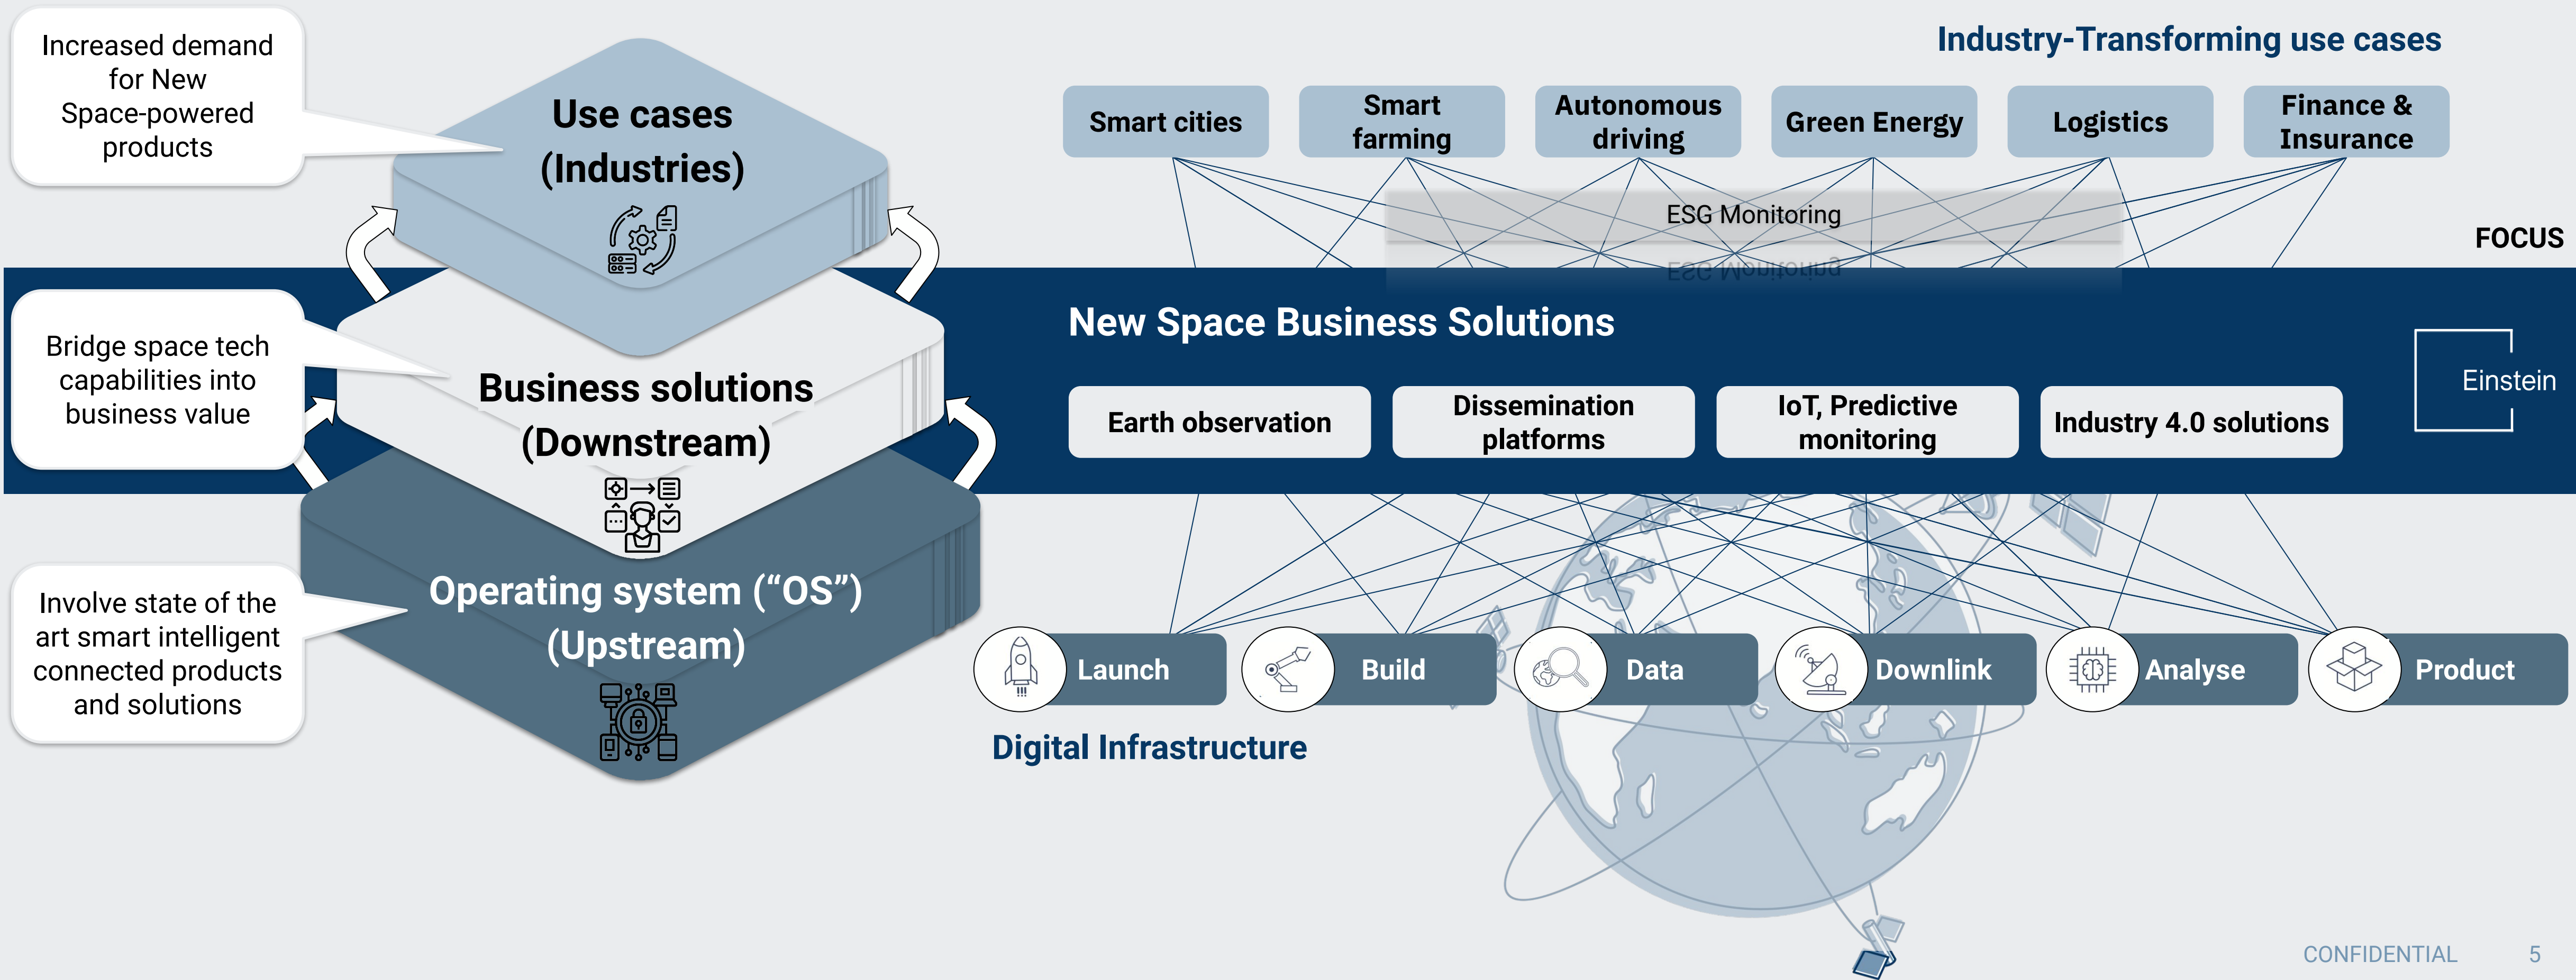 Increased demand
for New
Space-powered
products
Use cases
(Industries)
Bridge space tech
capabilities into
business value
Business solutions
(Downstream)
Involve state of the
art smart intelligent
connected products
and solutions
Operating system (“OS”)
(Upstream)
Industry-Transforming use cases
Smart cities
Smart
farming
Autonomous
driving
Green Energy
Logistics
Finance &
Insurance
ESG Monitoring
FOCUS
New Space Business Solutions
Earth observation
Dissemination
platforms
IoT, Predictive
monitoring
Industry 4.0 solutions
Einstein
Launch
Build
Data
Downlink
Analyse
Product
Digital Infrastructure
CONFIDENTIAL
5